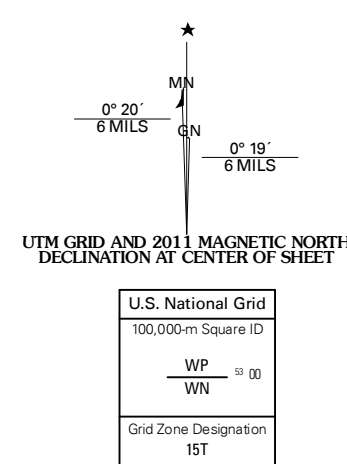 ★
MN
0° 20´
6 MILS
GN
0° 19´
6 MILS
UTM GRID AND 2011 MAGNETIC NORTH
DECLINATION AT CENTER OF SHEET
U.S. National Grid
100,000-m Square ID
WP
53 00
WN
Grid Zone Designation
15T